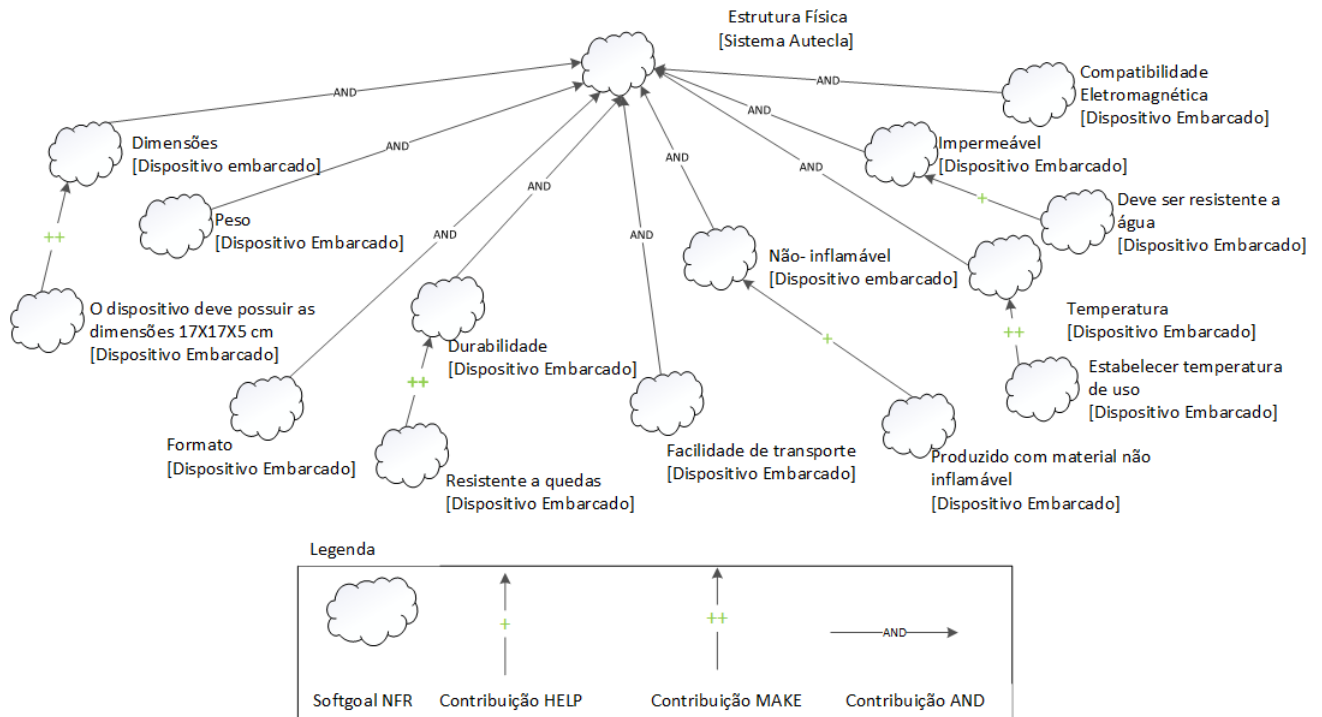 Estrutura Física
[Sistema Autecla]
AND
AND
Compatibilidade
Eletromagnética
[Dispositivo Embarcado]
Dimensões
[Dispositivo embarcado]
AND
AND
Impermeável
[Dispositivo Embarcado]
AND
AND
AND
Peso
[Dispositivo Embarcado]
++
+
Deve ser resistente a
água
[Dispositivo Embarcado]
AND
AND
Não- inflamável
[Dispositivo embarcado]
O dispositivo deve possuir as
dimensões 17X17X5 cm
[Dispositivo Embarcado]
Temperatura
[Dispositivo Embarcado]
Durabilidade
[Dispositivo Embarcado]
++
+
++
Estabelecer temperatura
de uso
[Dispositivo Embarcado]
Formato
[Dispositivo Embarcado]
Facilidade de transporte
[Dispositivo Embarcado]
Produzido com material não
inflamável
[Dispositivo Embarcado]
Resistente a quedas
[Dispositivo Embarcado]
Legenda
+
++
AND
Softgoal NFR
Contribuição HELP
Contribuição MAKE
Contribuição AND